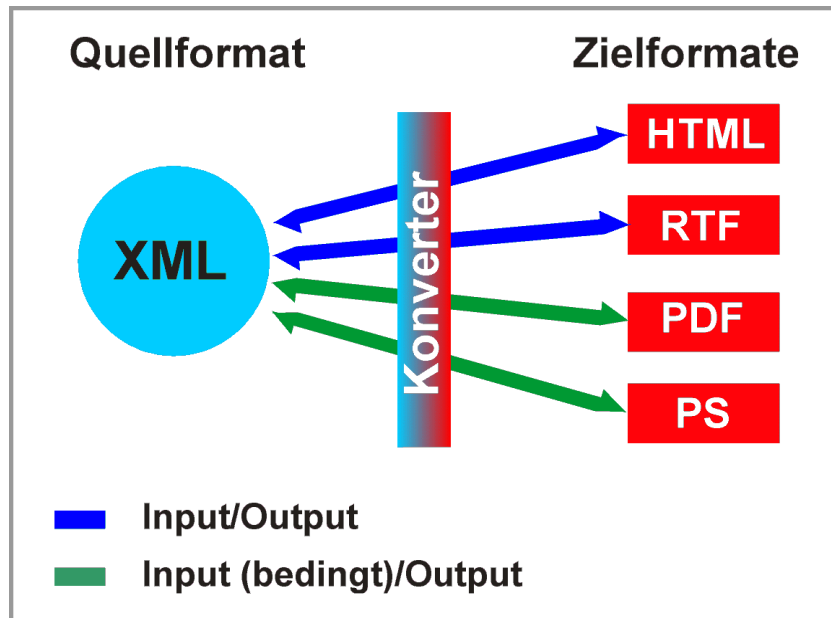 Quellformat
Zielformate
XML
Konverter
HTML
RTF
PDF
PS
Input/Output
Input (bedingt)/Output